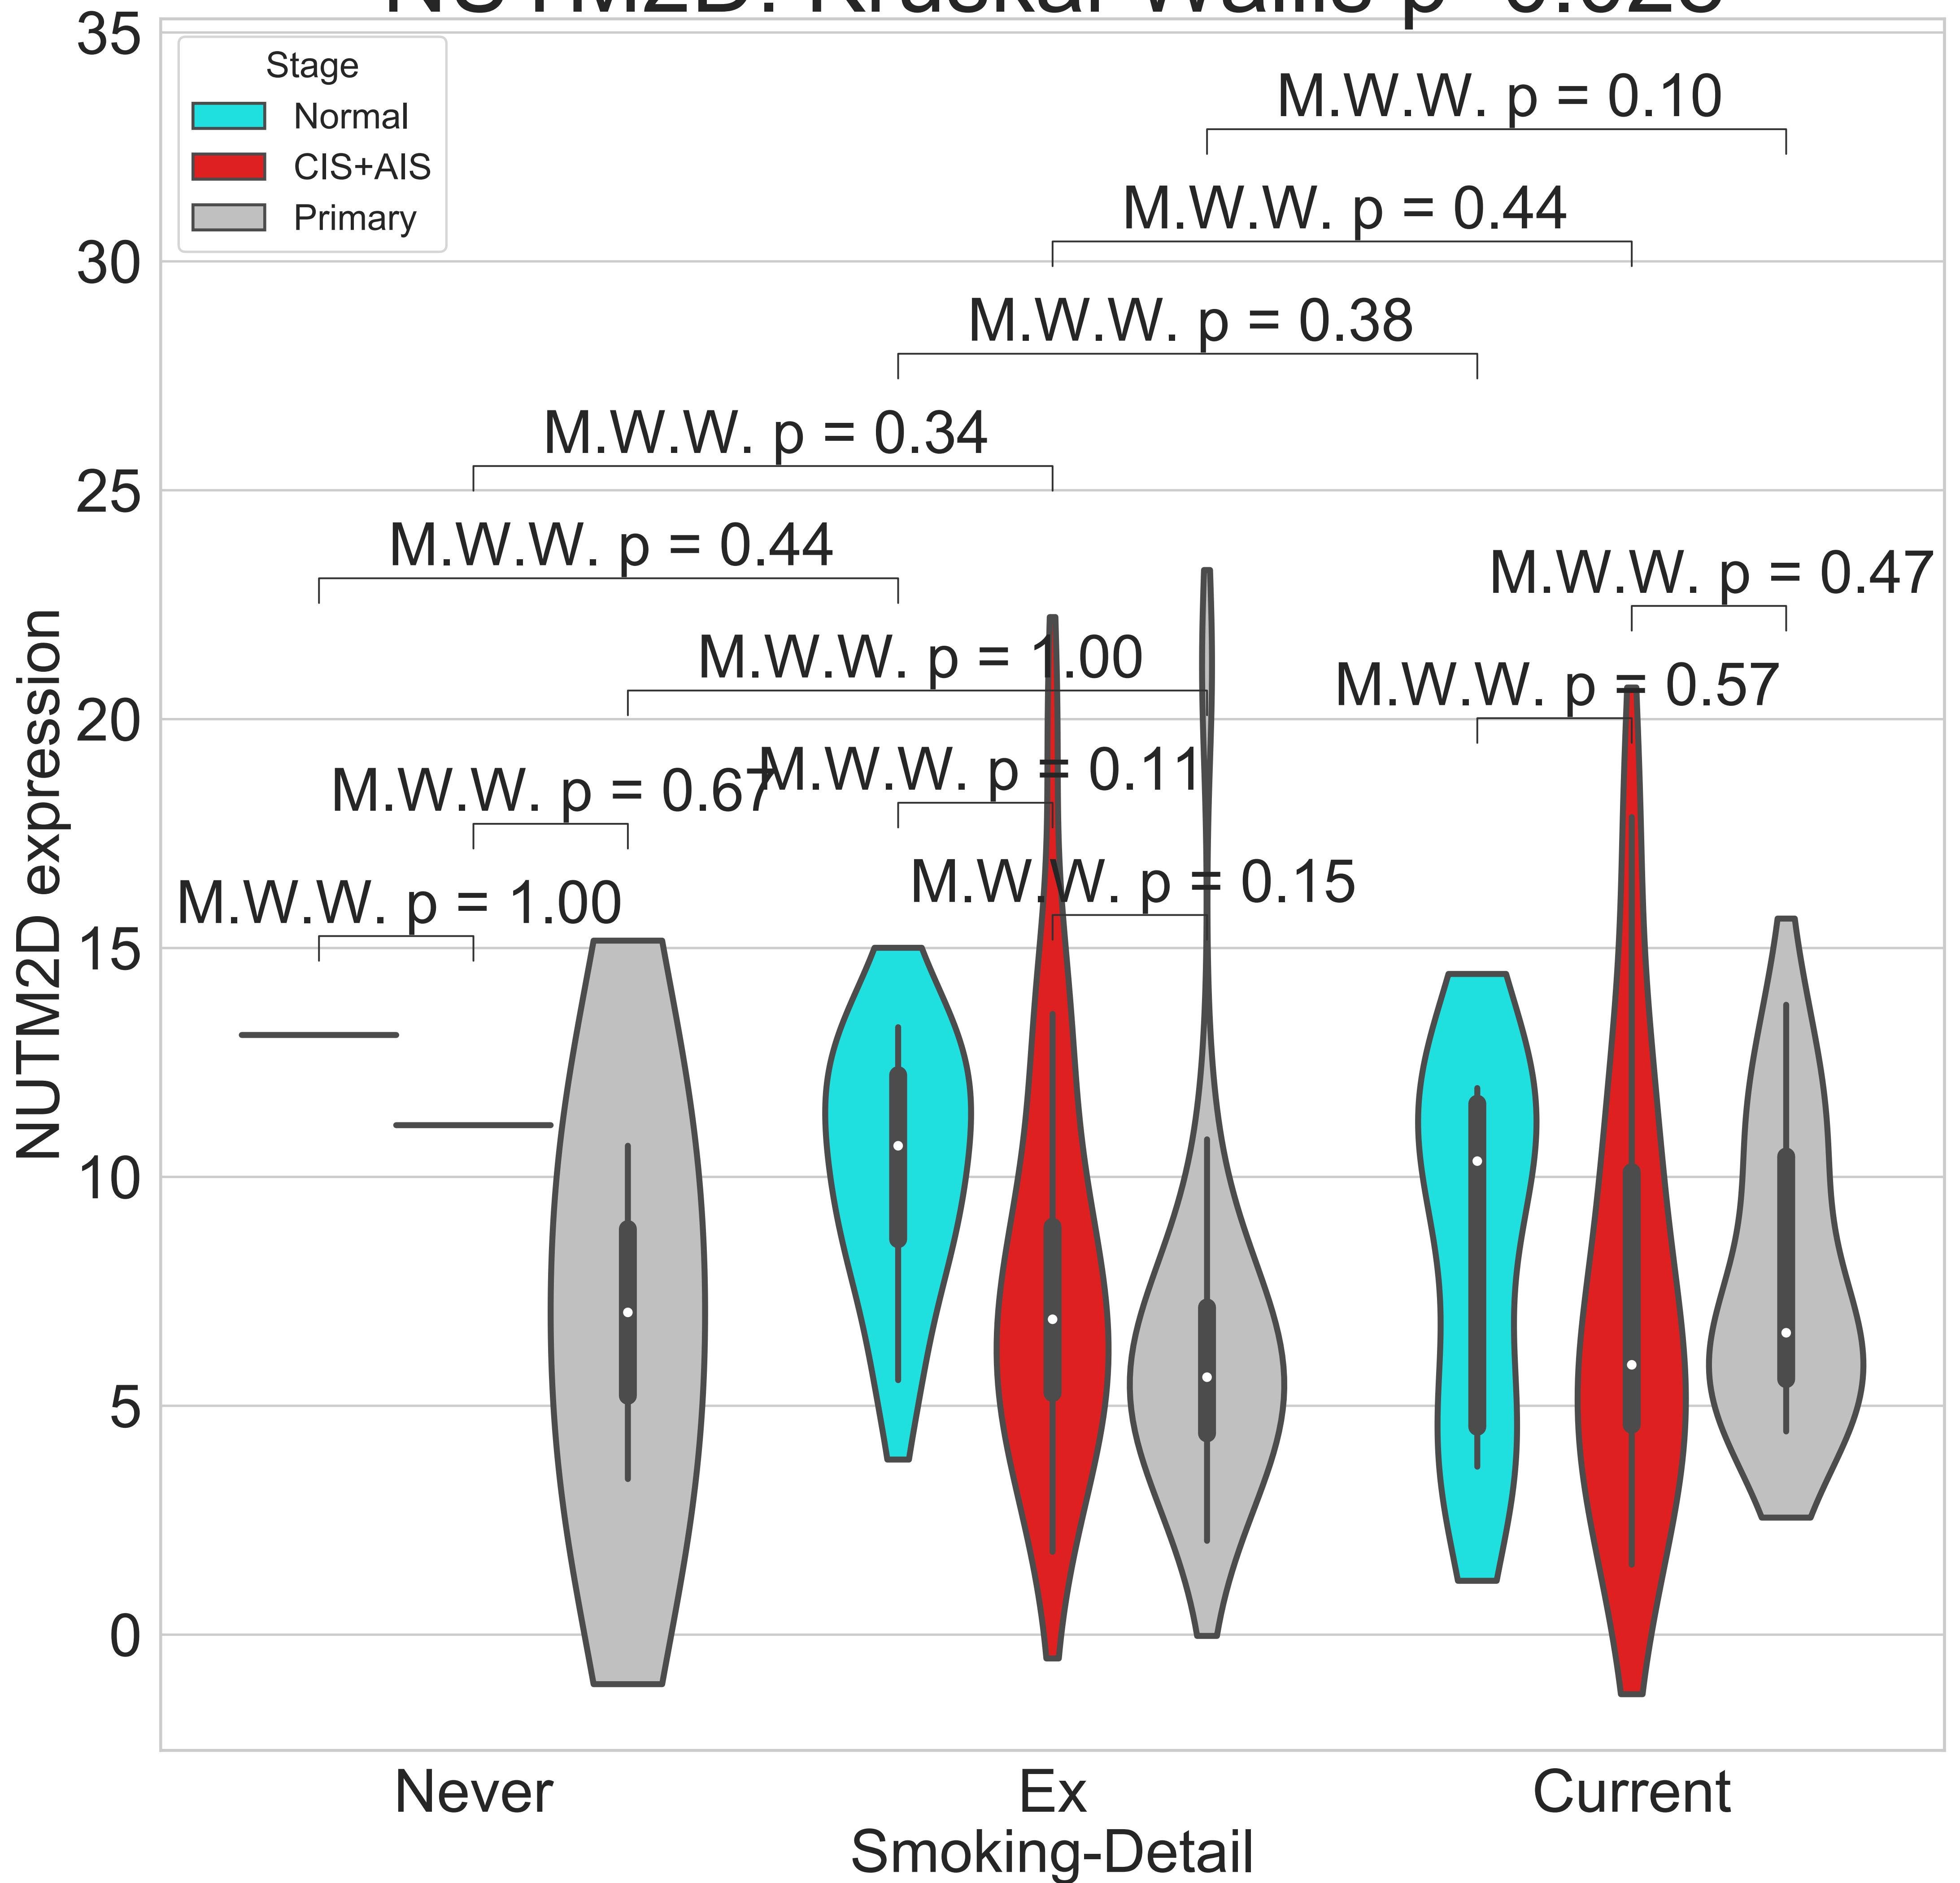 35
Stage
Normal
CIS+AIS
Primary
M.W.W. p = 0.10
M.W.W. p = 0.44
30
M.W.W. p = 0.38
M.W.W. p = 0.34
25
M.W.W. p = 0.44
M.W.W. p = 0.47
M.W.W. p = 1.00
M.W.W. p = 0.57
20
M.W.W. p = 0.11
M.W.W. p = 0.67
M.W.W. p = 0.15
M.W.W. p = 1.00
15
10
5
0
NUTM2D expression
Never
Ex
Current
Smoking-Detail